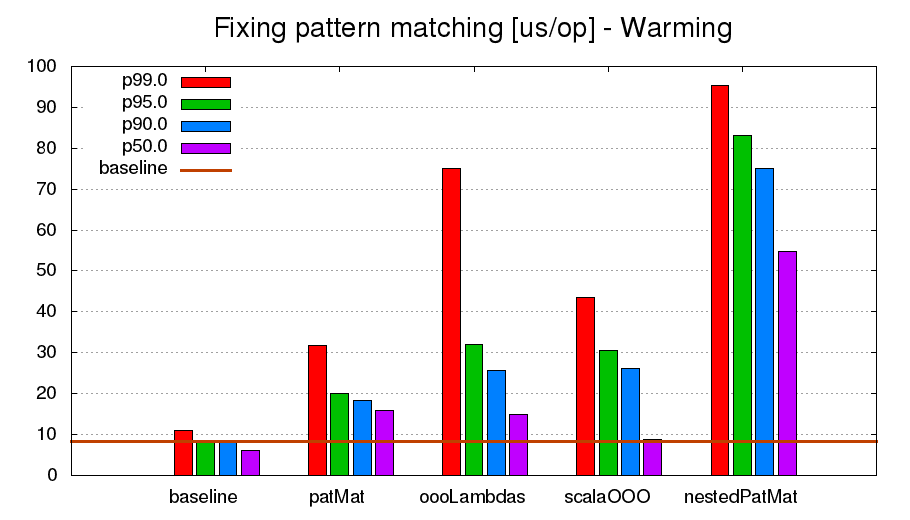 Fixing pattern matching [us/op] - Warming
100
90
80
70
60
50
40
30
20
10
0
p99.0
p95.0
p90.0
p50.0
baseline
baseline patMat oooLambdas scalaOOO nestedPatMat